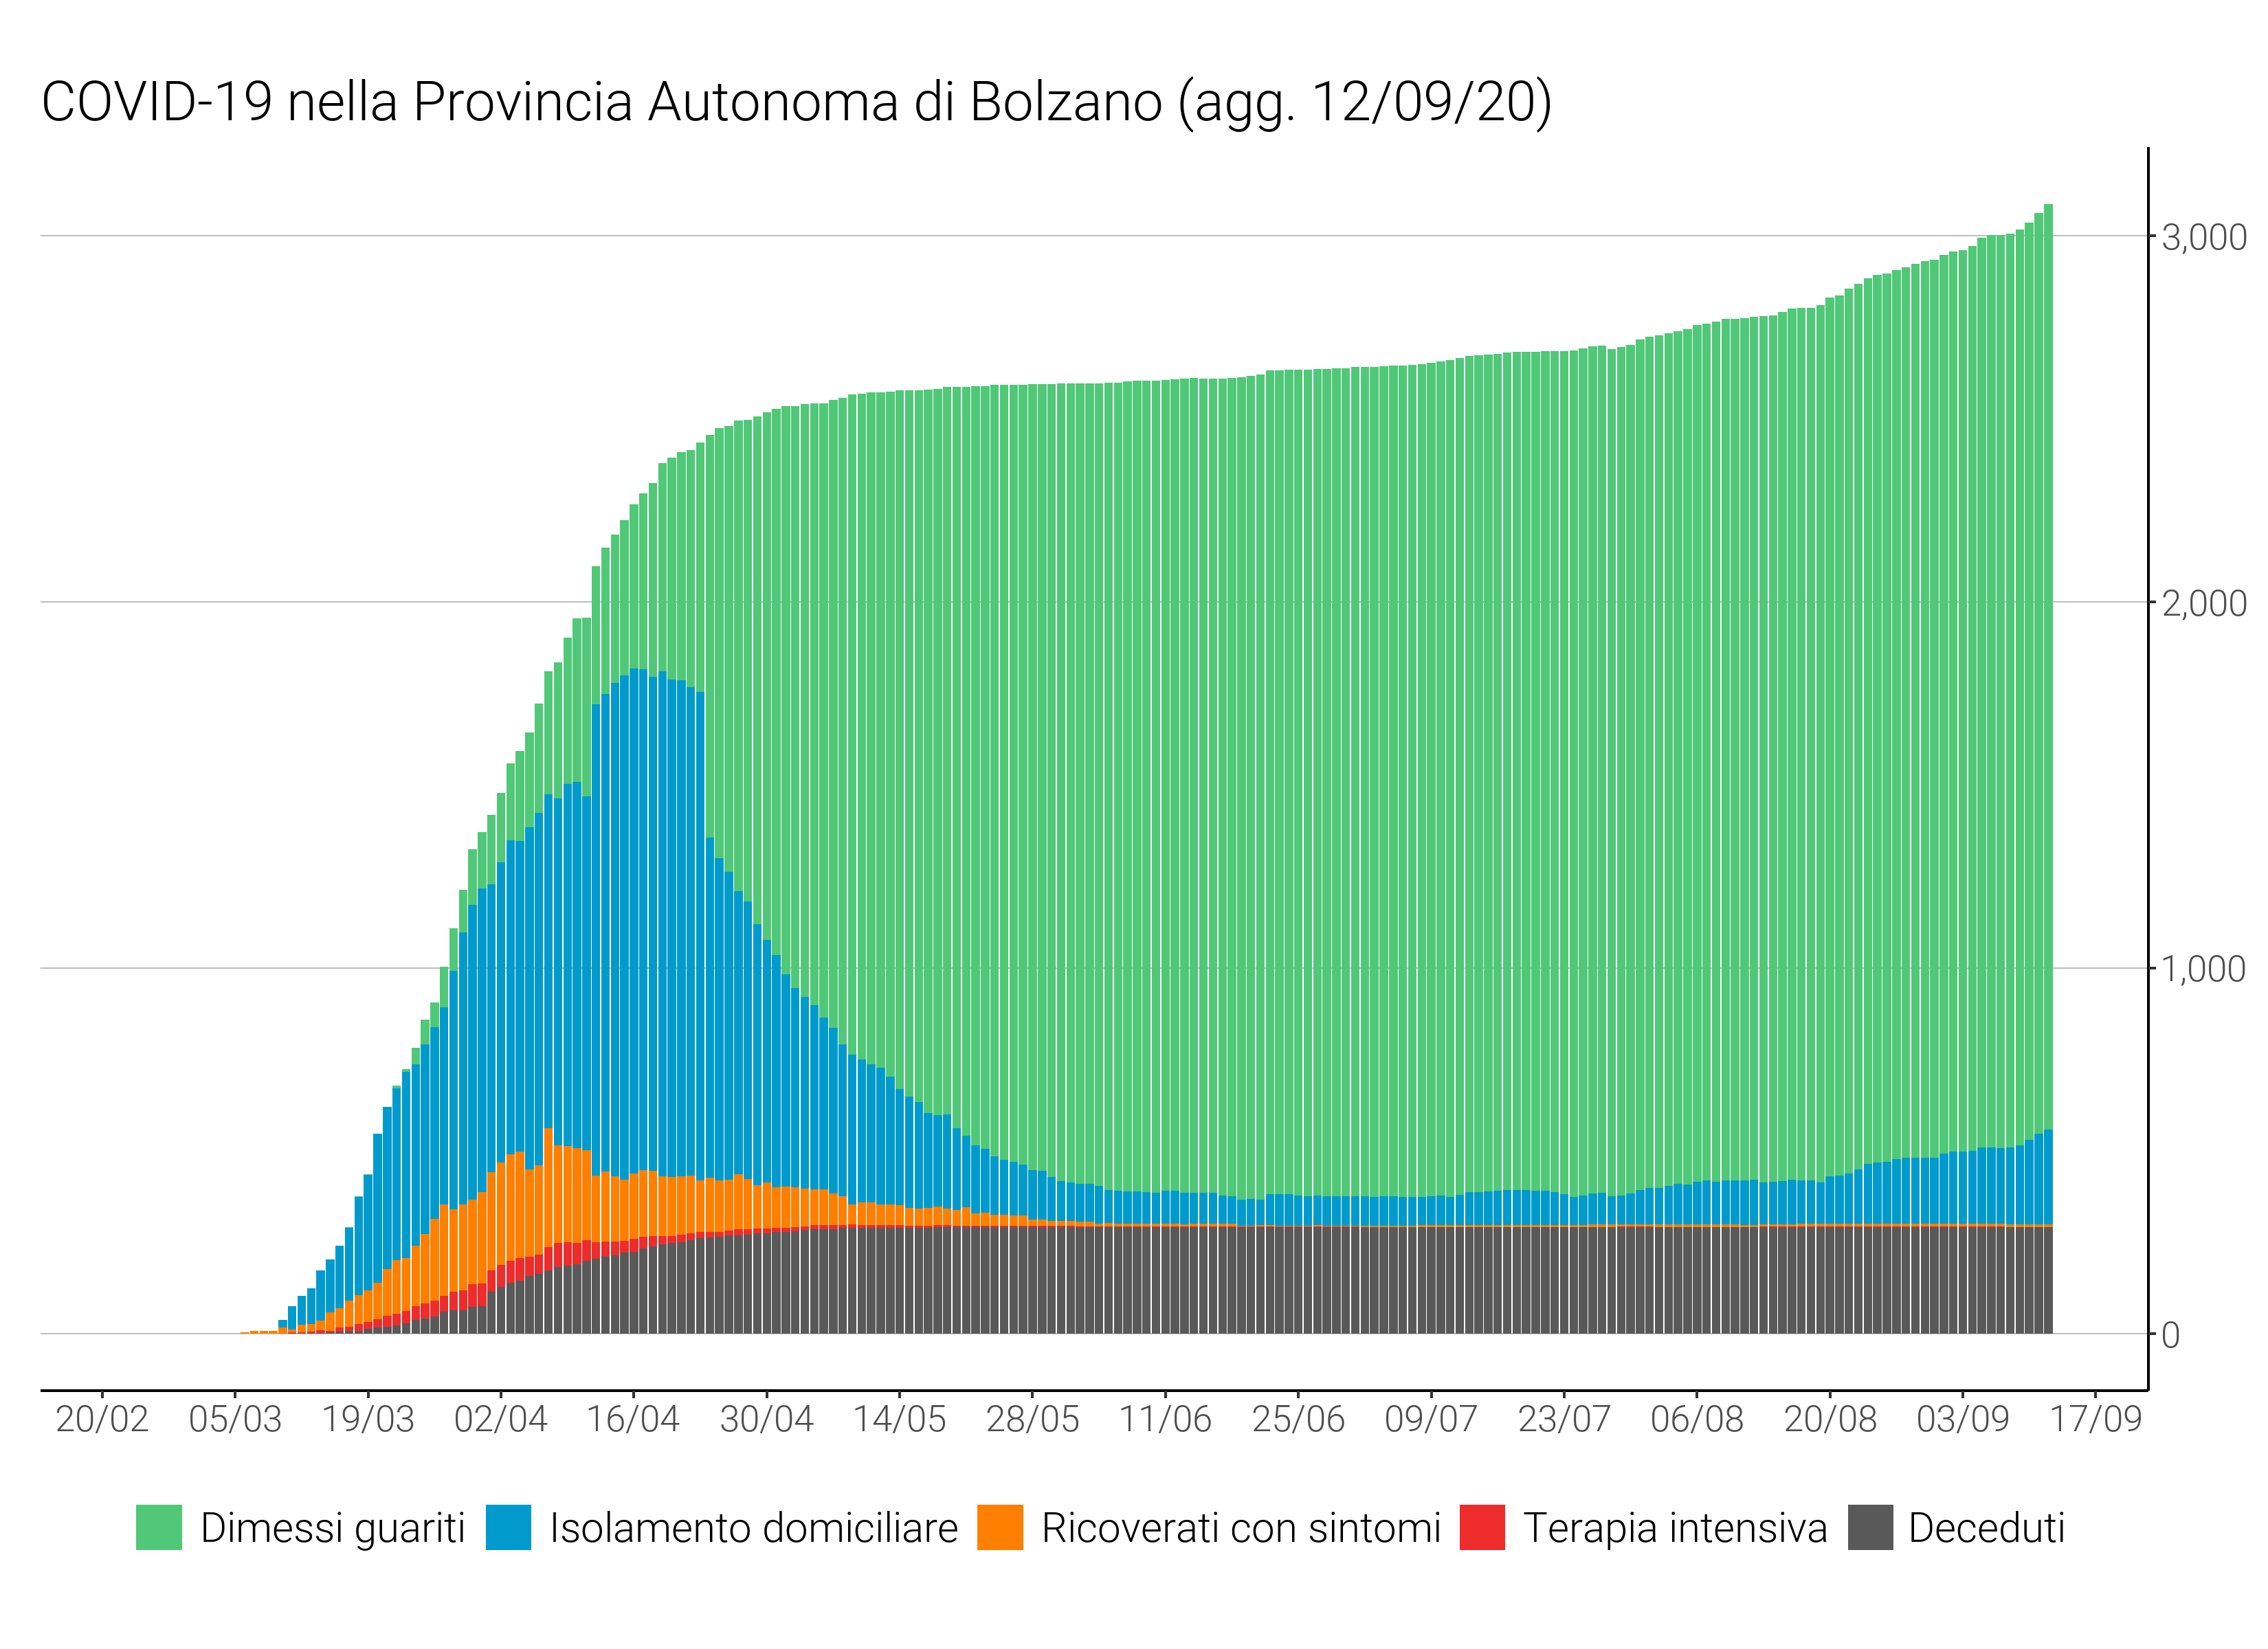 COVID-19 nella Provincia Autonoma di Bolzano (agg. 12/09/20)
3,000
2,000
1,000
0
20/02 05/03 19/03 02/04 16/04 30/04 14/05 28/05 11/06 25/06 09/07 23/07 06/08 20/08 03/09 17/09
Dimessi guariti Isolamento domiciliare Ricoverati con sintomi Terapia intensiva Deceduti